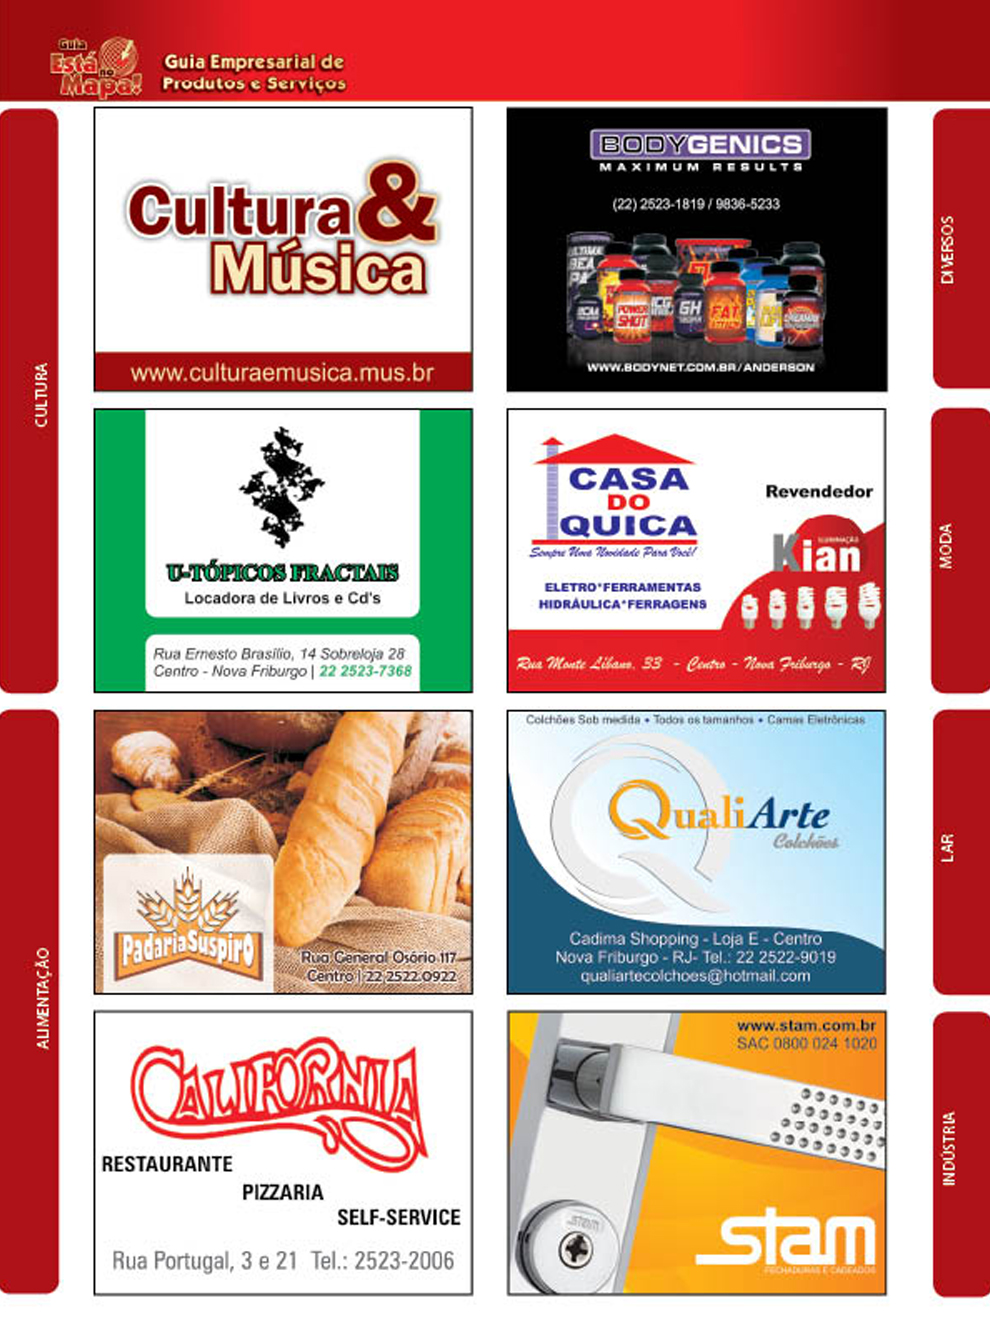 Guia
Está
no
Mapa!
Guia Empresarial de
Produtos e Serviços
CULTURA
ALIMENTAÇÃO
DIVERSOS
MODA
LAR
INDÚSTRIA
Cultura &
Música
www.culturaemusica.mus.br
BODYGENICS
MAXIMUM RESULTS
(22) 2523-1819 / 9836-5233
POWER
SHOT
GH
FAT
WWW.BODYNET.COM.BR/ANDERSON
U-TÓPICOS FRACTAIS
Locadora de Livros e Cd's
Rua Ernesto Brasílio, 14 Sobreloja 28
Centro - Nova Friburgo | 22 2523-7368
CASA
DO
QUICA
Sempre Uma Novidade Para Você!
ELETRO*FERRAMENTAS
HIDRÁULICA*FERRAGENS
Revendedor
ILUMINAÇÃO
Kian
Rua Monte Líbano, 33 - Centro - Nova Friburgo - RJ
Padaria Suspiro
Rua General Osório 117
Centro | 22 2522.0922
Colchões Sob medida • Todos os tamanhos • Camas Eletrônicas
QualiArte
Colchões
Cadima Shopping - Loja E - Centro
Nova Friburgo - RJ- Tel.: 22 2522-9019
qualiartecolchoes@hotmail.com
CALIFORNIA
RESTAURANTE
PIZZARIA
SELF-SERVICE
Rua Portugal, 3 e 21 Tel.: 2523-2006
www.stam.com.br
SAC 0800 024 1020
stam
stam
FECHADURAS E CADEADOS